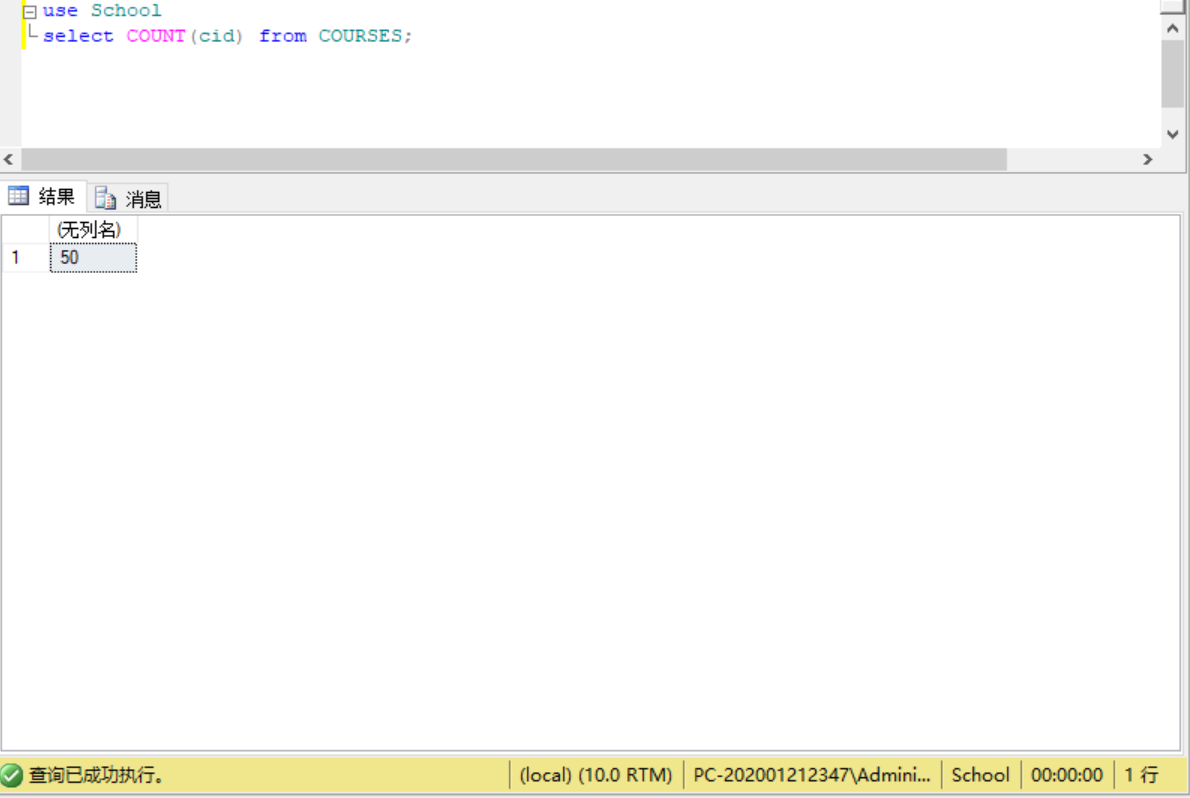 use School
select COUNT(cid) from COURSES;
结果 消息
(无列名)
1 50
查询已成功执行。 (local) (10.0 RTM) PC-202001212347\Admini... School 00:00:00 1 行